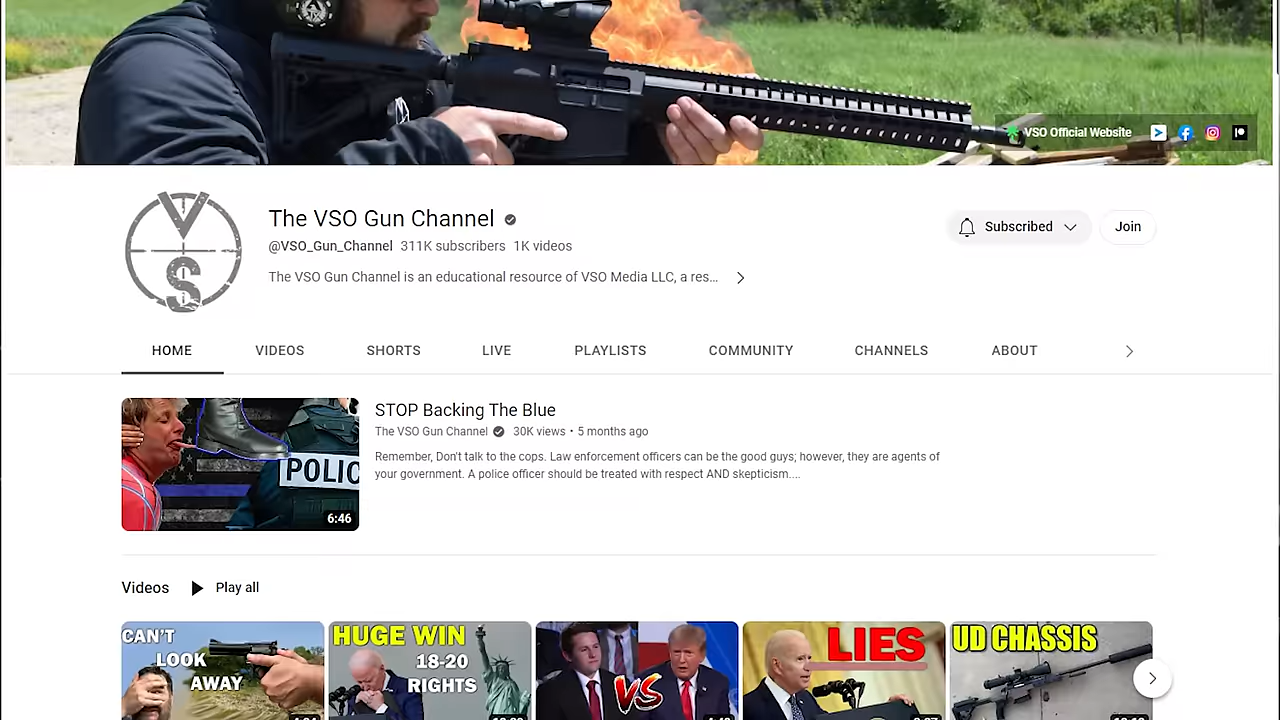 VSO Official Website
VS
The VSO Gun Channel
@VSO_Gun_Channel 311K subscribers 1K videos
Subscribed
Join
The VSO Gun Channel is an educational resource of VSO Media LLC, a res...
HOME VIDEOS SHORTS LIVE PLAYLISTS COMMUNITY CHANNELS ABOUT
POLIC
6:46
STOP Backing The Blue
The VSO Gun Channel 30K views • 5 months ago
Remember, Don't talk to the cops. Law enforcement officers can be the good guys; however, they are agents of
your government. A police officer should be treated with respect AND skepticism....
Videos Play all
CAN'T
LOOK
AWAY
HUGE WIN
18-20
RIGHTS
VS
LIES
UD CHASSIS